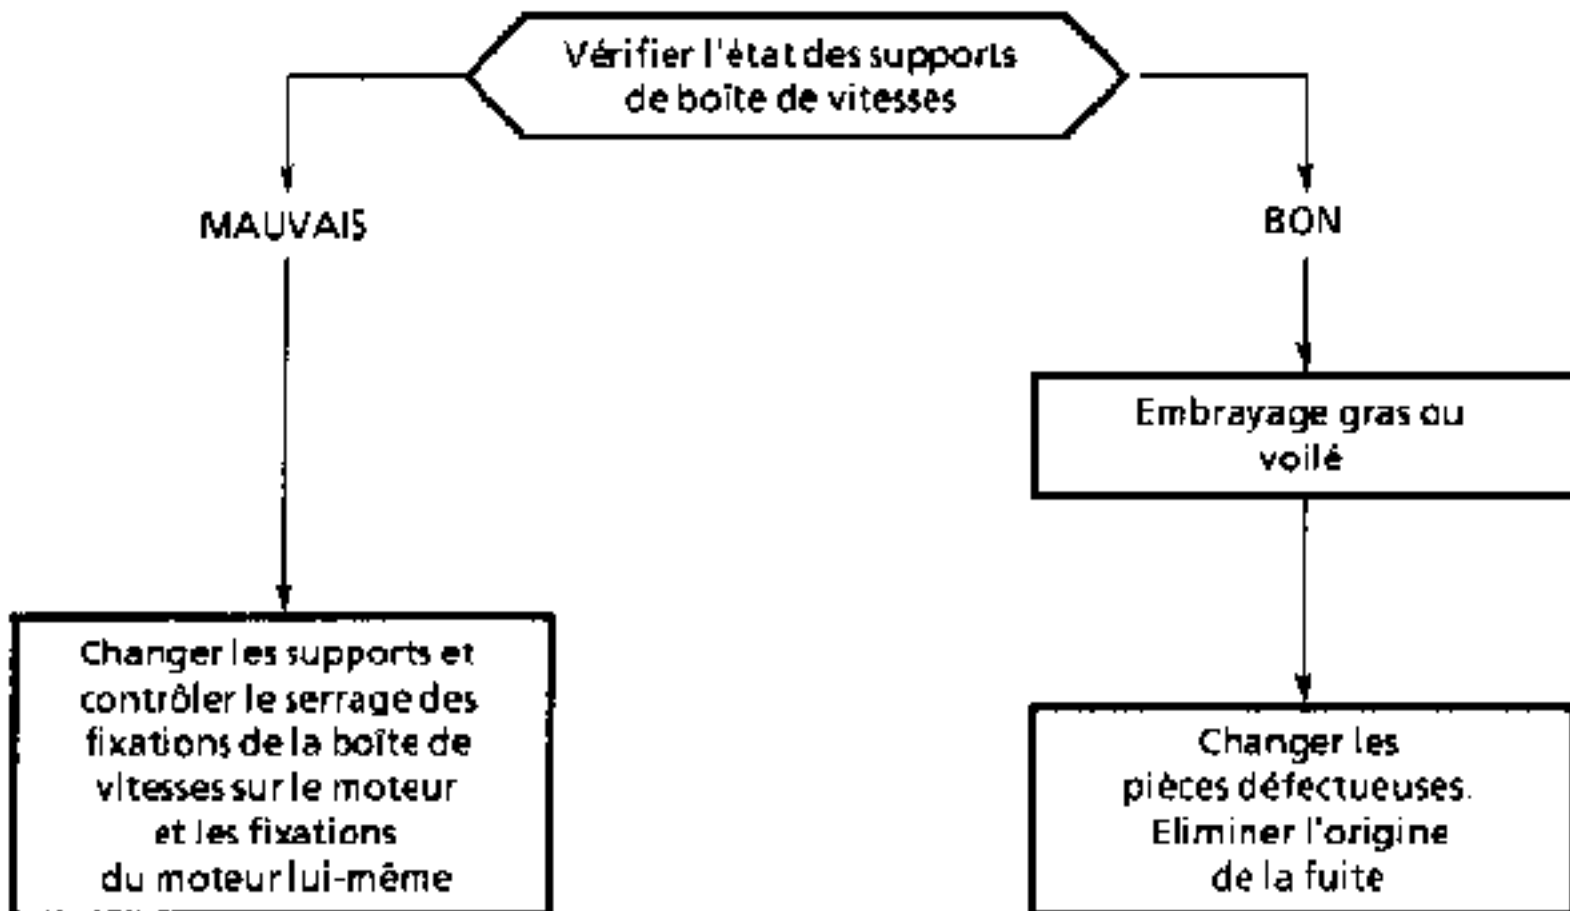 Vérifier l'état des supports
de boîte de vitesses
MAUVAIS
BON
Embrayage gras ou
voilé
Changer les supports et
contrôler le serrage des
fixations de la boîte de
vitesses sur le moteur
et les fixations
du moteur lui-même
Changer les
pièces défectueuses.
Eliminer l'origine
de la fuite